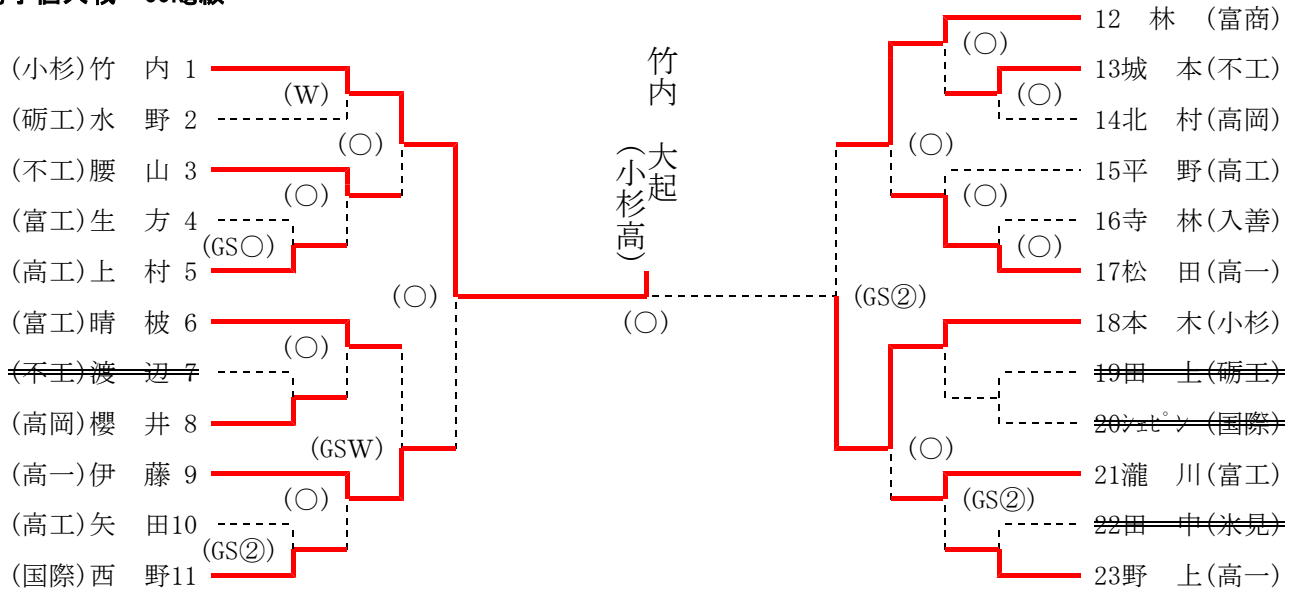 (小杉)竹　内 1
(W)
(砺工)水　野 2
(○)
(不工)腰　山 3
(○)
(富工)生　方 4
(GS○)
(高工)上　村 5
(○)
(富工)晴　柀 6
(○)
(不工)渡　辺 7
(高岡)櫻　井 8
(GSW)
(高一)伊　藤 9
(○)
(高工)矢　田10
(GS②)
(国際)西　野11
竹内　大起
(小杉高)
(○)
12　林　(富商)
(○)
13城　本(不工)
(○)
14北　村(高岡)
(○)
15平　野(高工)
(○)
16寺　林(入善)
(○)
17松　田(高一)
(GS②)
18本　木(小杉)
19田　上(砺工)
20ｼｪﾋﾟﾝ (国際)
(○)
21瀧　川(富工)
(GS②)
22田　中(氷見)
23野　上(高一)